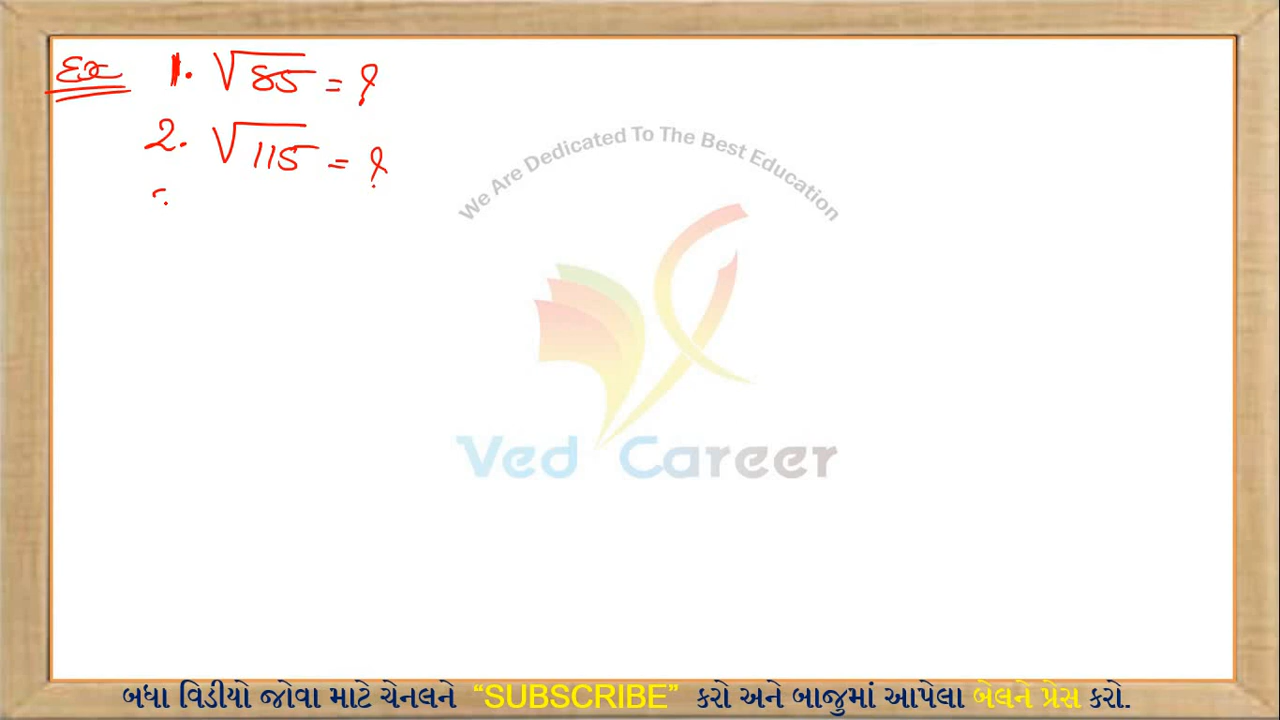 Ex 1. √85 = ?
2. √115 = ?
We Are Dedicated To The Best Education
Ved Career
બધા વિડીયો જોવા માટે ચેનલને “SUBSCRIBE” કરો અને બાજુમાં આપેલા બેલને પ્રેસ કરો.